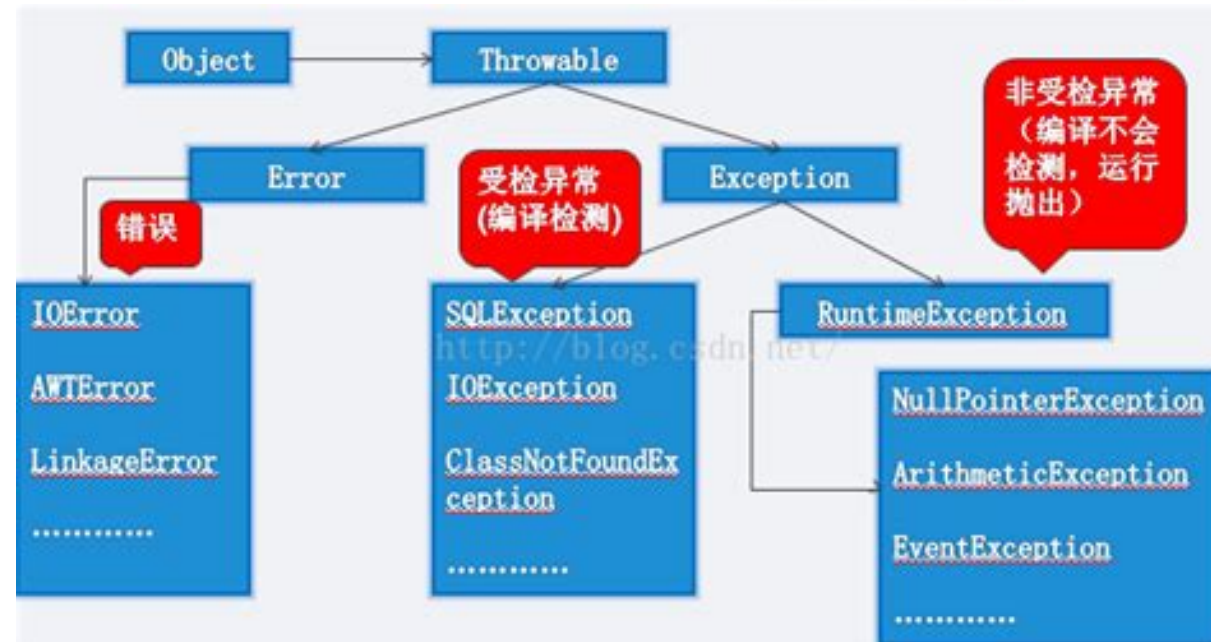 Object
Throwable
非受检异常
（编译不会
检测，运行
抛出）
Error
受检异常
(编译检测)
Exception
错误
IOError
AWTError
LinkageError
............
SQLException
IOException
ClassNotFoundEx
ception
............
RuntimeException
http://blog.csdn.net/
NullPointerException
ArithmeticException
EventException
............